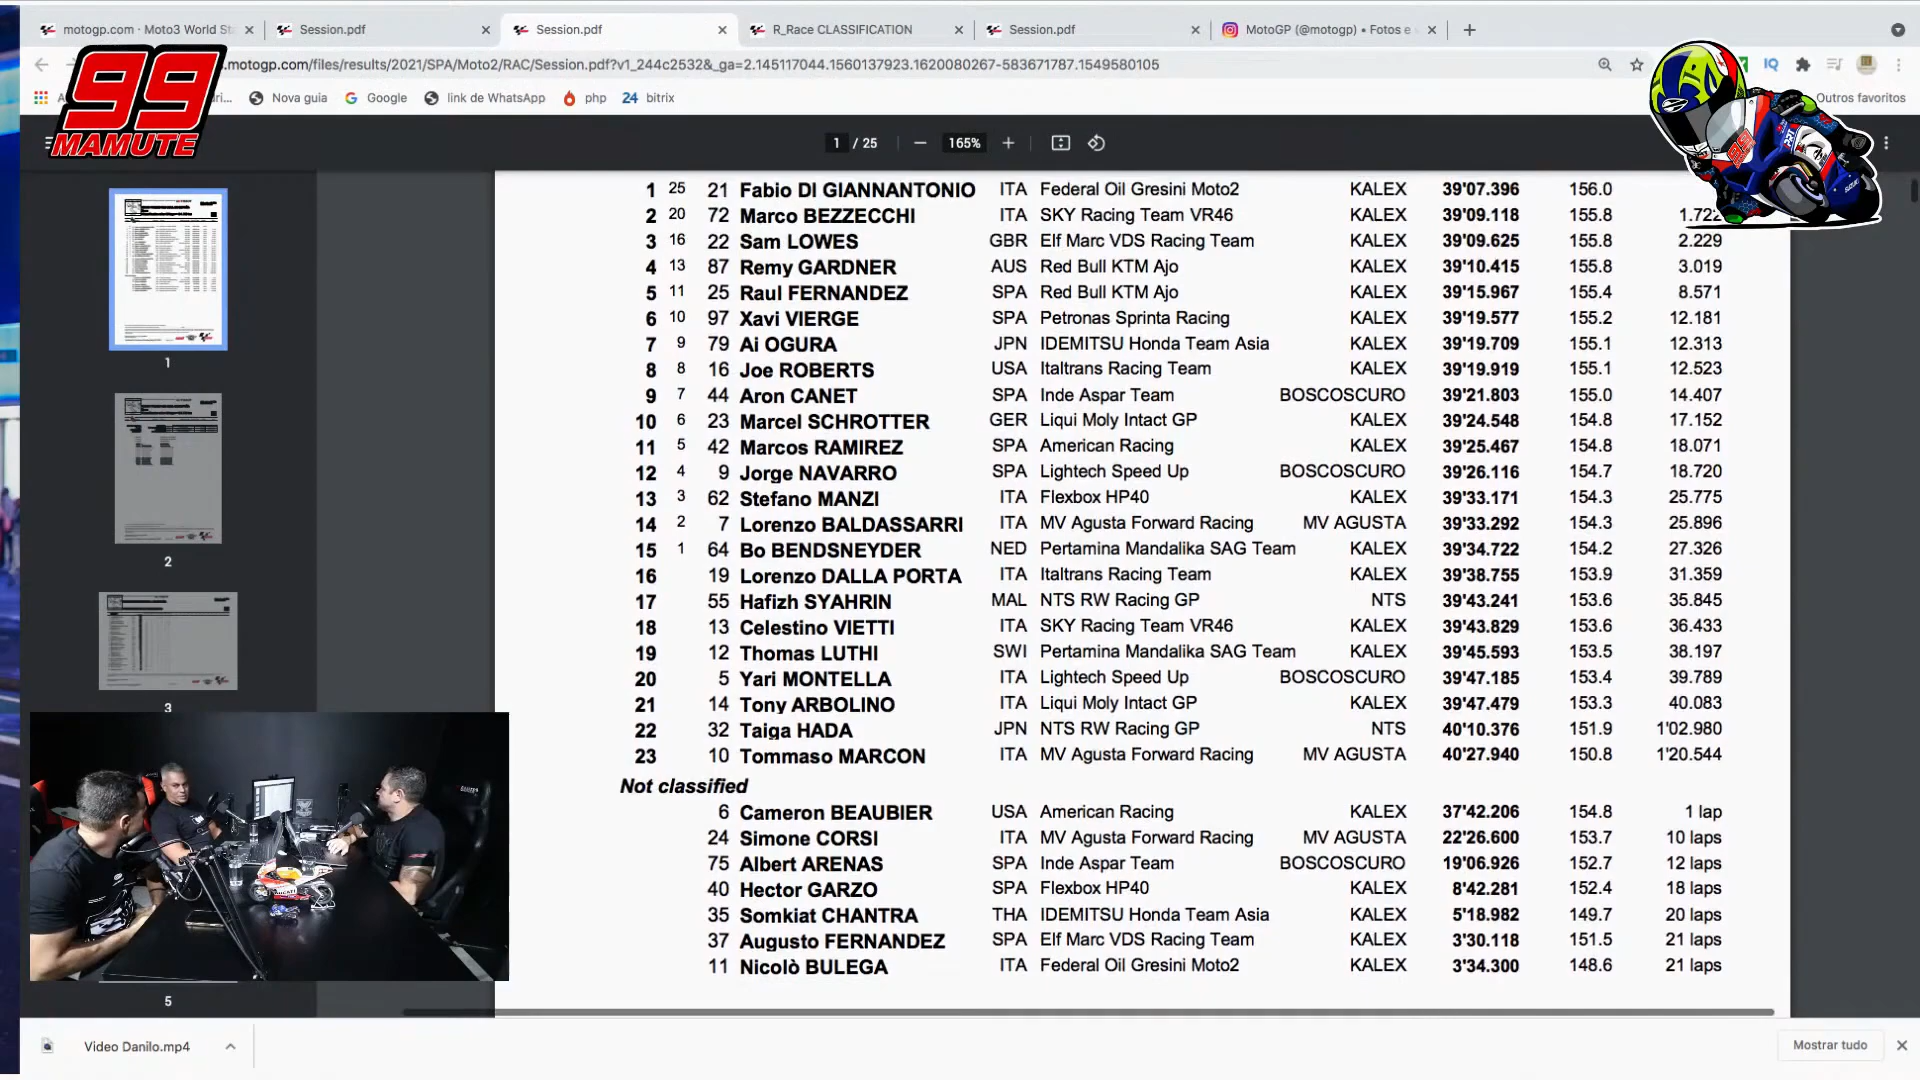 motogp.com · Moto3 World St
Session.pdf
Session.pdf
R_Race CLASSIFICATION
Session.pdf
MotoGP (@motogp) • Fotos e
.motogp.com/files/results/2021/SPA/Moto2/RAC/Session.pdf?v1_244c2532&_ga=2.145117044.1560137923.1620080267-583671787.1549580105
Nova guia
Google
link de WhatsApp
php
24 bitrix
Outros favoritos
99
MAMUTE
1 / 25
165%
1 25 21 Fabio DI GIANNANTONIO ITA Federal Oil Gresini Moto2 KALEX 39'07.396 156.0
2 20 72 Marco BEZZECCHI ITA SKY Racing Team VR46 KALEX 39'09.118 155.8 1.722
3 16 22 Sam LOWES GBR Elf Marc VDS Racing Team KALEX 39'09.625 155.8 2.229
4 13 87 Remy GARDNER AUS Red Bull KTM Ajo KALEX 39'10.415 155.8 3.019
5 11 25 Raul FERNANDEZ SPA Red Bull KTM Ajo KALEX 39'15.967 155.4 8.571
6 10 97 Xavi VIERGE SPA Petronas Sprinta Racing KALEX 39'19.577 155.2 12.181
7 9 79 Ai OGURA JPN IDEMITSU Honda Team Asia KALEX 39'19.709 155.1 12.313
8 8 16 Joe ROBERTS USA Italtrans Racing Team KALEX 39'19.919 155.1 12.523
9 7 44 Aron CANET SPA Inde Aspar Team BOSCOSCURO 39'21.803 155.0 14.407
10 6 23 Marcel SCHROTTER GER Liqui Moly Intact GP KALEX 39'24.548 154.8 17.152
11 5 42 Marcos RAMIREZ SPA American Racing KALEX 39'25.467 154.8 18.071
12 4 9 Jorge NAVARRO SPA Lightech Speed Up BOSCOSCURO 39'26.116 154.7 18.720
13 3 62 Stefano MANZI ITA Flexbox HP40 KALEX 39'33.171 154.3 25.775
14 2 7 Lorenzo BALDASSARRI ITA MV Agusta Forward Racing MV AGUSTA 39'33.292 154.3 25.896
15 1 64 Bo BENDSNEYDER NED Pertamina Mandalika SAG Team KALEX 39'34.722 154.2 27.326
16 19 Lorenzo DALLA PORTA ITA Italtrans Racing Team KALEX 39'38.755 153.9 31.359
17 55 Hafizh SYAHRIN MAL NTS RW Racing GP NTS 39'43.241 153.6 35.845
18 13 Celestino VIETTI ITA SKY Racing Team VR46 KALEX 39'43.829 153.6 36.433
19 12 Thomas LUTHI SWI Pertamina Mandalika SAG Team KALEX 39'45.593 153.5 38.197
20 5 Yari MONTELLA ITA Lightech Speed Up BOSCOSCURO 39'47.185 153.4 39.789
21 14 Tony ARBOLINO ITA Liqui Moly Intact GP KALEX 39'47.479 153.3 40.083
22 32 Taiga HADA JPN NTS RW Racing GP NTS 40'10.376 151.9 1'02.980
23 10 Tommaso MARCON ITA MV Agusta Forward Racing MV AGUSTA 40'27.940 150.8 1'20.544
Not classified
6 Cameron BEAUBIER USA American Racing KALEX 37'42.206 154.8 1 lap
24 Simone CORSI ITA MV Agusta Forward Racing MV AGUSTA 22'26.600 153.7 10 laps
75 Albert ARENAS SPA Inde Aspar Team BOSCOSCURO 19'06.926 152.7 12 laps
40 Hector GARZO SPA Flexbox HP40 KALEX 8'42.281 152.4 18 laps
35 Somkiat CHANTRA THA IDEMITSU Honda Team Asia KALEX 5'18.982 149.7 20 laps
37 Augusto FERNANDEZ SPA Elf Marc VDS Racing Team KALEX 3'30.118 151.5 21 laps
11 Nicolò BULEGA ITA Federal Oil Gresini Moto2 KALEX 3'34.300 148.6 21 laps
1
2
3
5
Video Danilo.mp4
Mostrar tudo